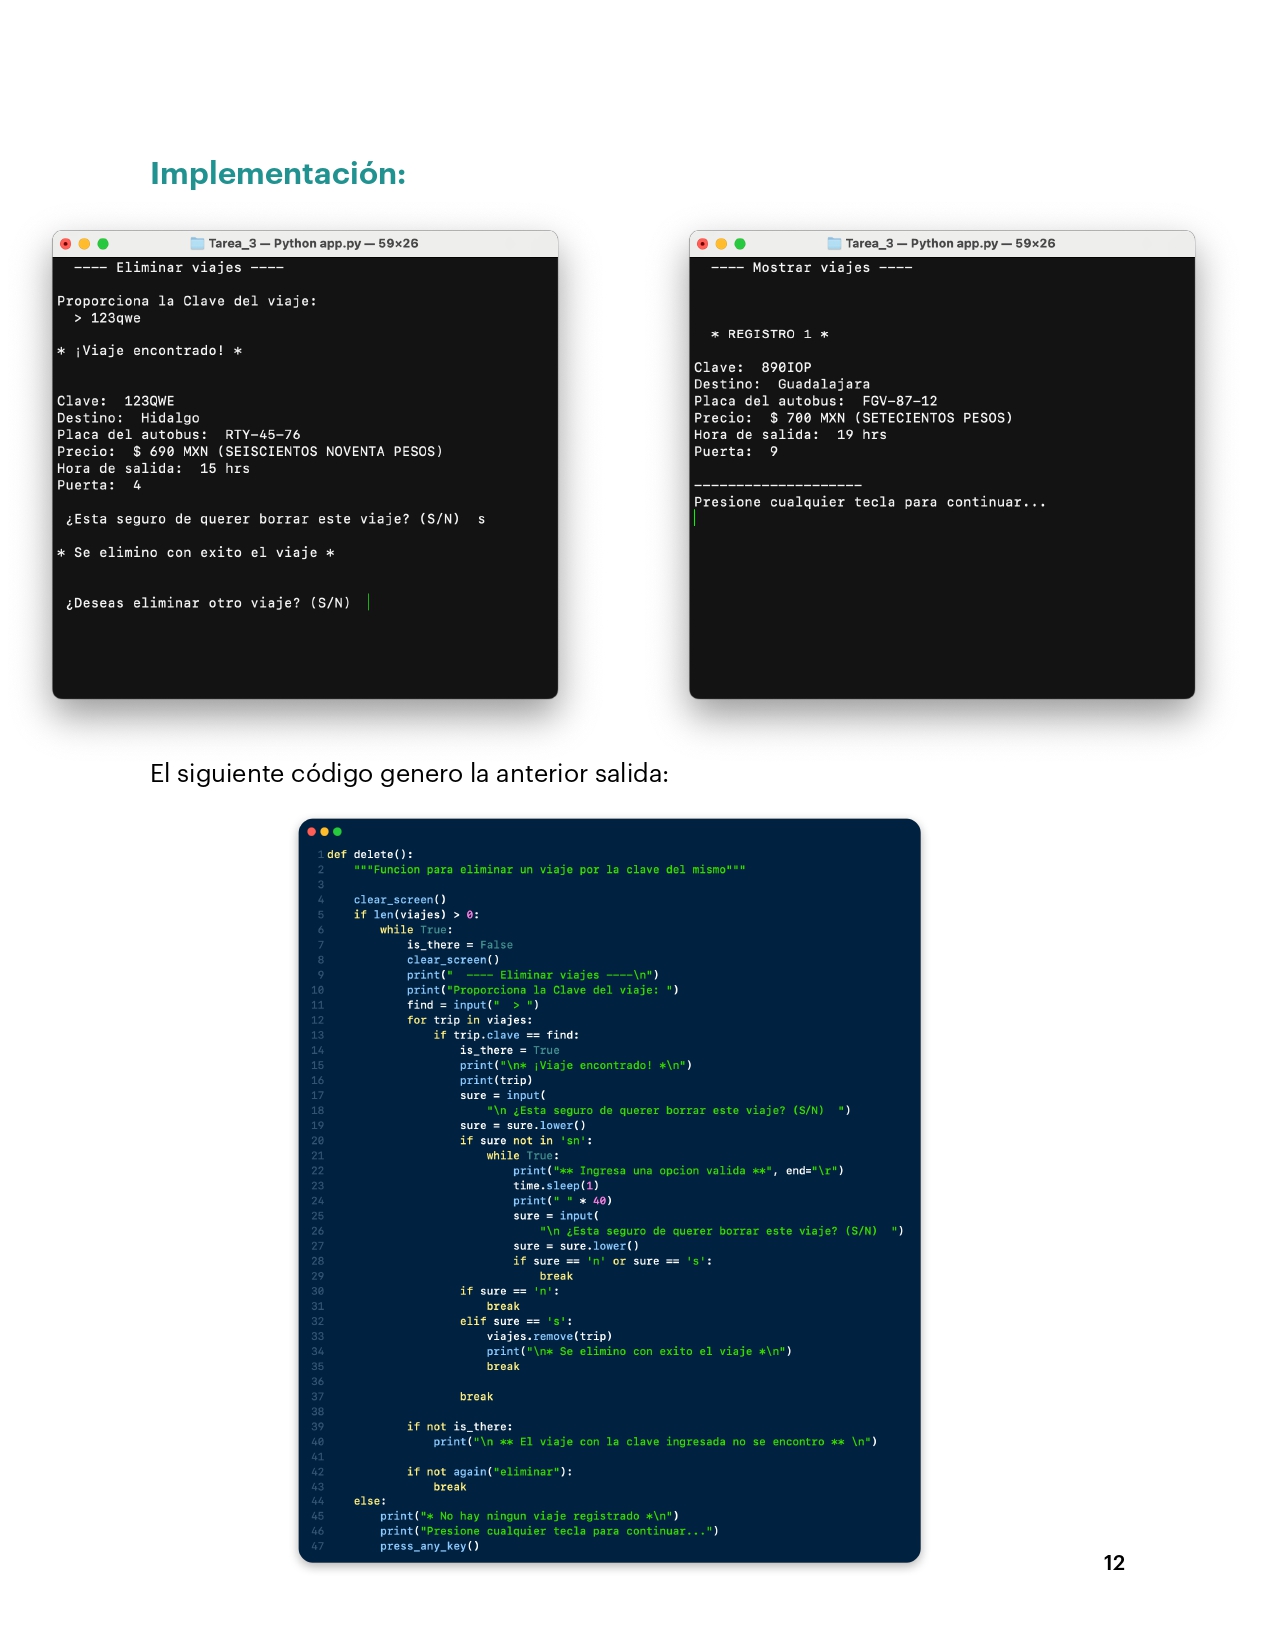 Implementación:
Tarea_3 — Python app.py — 59×26
---- Eliminar viajes ----
Proporciona la Clave del viaje:
> 123qwe
* ¡Viaje encontrado! *
Clave:  123QWE
Destino:  Hidalgo
Placa del autobus:  RTY-45-76
Precio:  $ 690 MXN (SEISCIENTOS NOVENTA PESOS)
Hora de salida:  15 hrs
Puerta:  4
¿Esta seguro de querer borrar este viaje? (S/N)  s
* Se elimino con exito el viaje *
¿Deseas eliminar otro viaje? (S/N)
Tarea_3 — Python app.py — 59×26
---- Mostrar viajes ----
* REGISTRO 1 *
Clave:  890IOP
Destino:  Guadalajara
Placa del autobus:  FGV-87-12
Precio:  $ 700 MXN (SETECIENTOS PESOS)
Hora de salida:  19 hrs
Puerta:  9
--------------------
Presione cualquier tecla para continuar...
El siguiente código genero la anterior salida:
1 def delete():
2     """Funcion para eliminar un viaje por la clave del mismo"""
3
4     clear_screen()
5     if len(viajes) > 0:
6         while True:
7             is_there = False
8             clear_screen()
9             print("  ---- Eliminar viajes ----\n")
10             print("Proporciona la Clave del viaje: ")
11             find = input("  > ")
12             for trip in viajes:
13                 if trip.clave == find:
14                     is_there = True
15                     print("\n* ¡Viaje encontrado! *\n")
16                     print(trip)
17                     sure = input(
18                         "\n ¿Esta seguro de querer borrar este viaje? (S/N)  ")
19                     sure = sure.lower()
20                     if sure not in 'sn':
21                         while True:
22                             print("** Ingresa una opcion valida **", end="\r")
23                             time.sleep(1)
24                             print(" " * 40)
25                             sure = input(
26                                 "\n ¿Esta seguro de querer borrar este viaje? (S/N)  ")
27                             sure = sure.lower()
28                             if sure == 'n' or sure == 's':
29                                 break
30                     if sure == 'n':
31                         break
32                     elif sure == 's':
33                         viajes.remove(trip)
34                         print("\n* Se elimino con exito el viaje *\n")
35                         break
36
37                     break
38
39             if not is_there:
40                 print("\n ** El viaje con la clave ingresada no se encontro ** \n")
41
42             if not again("eliminar"):
43                 break
44     else:
45         print("* No hay ningun viaje registrado *\n")
46         print("Presione cualquier tecla para continuar...")
47         press_any_key()
12